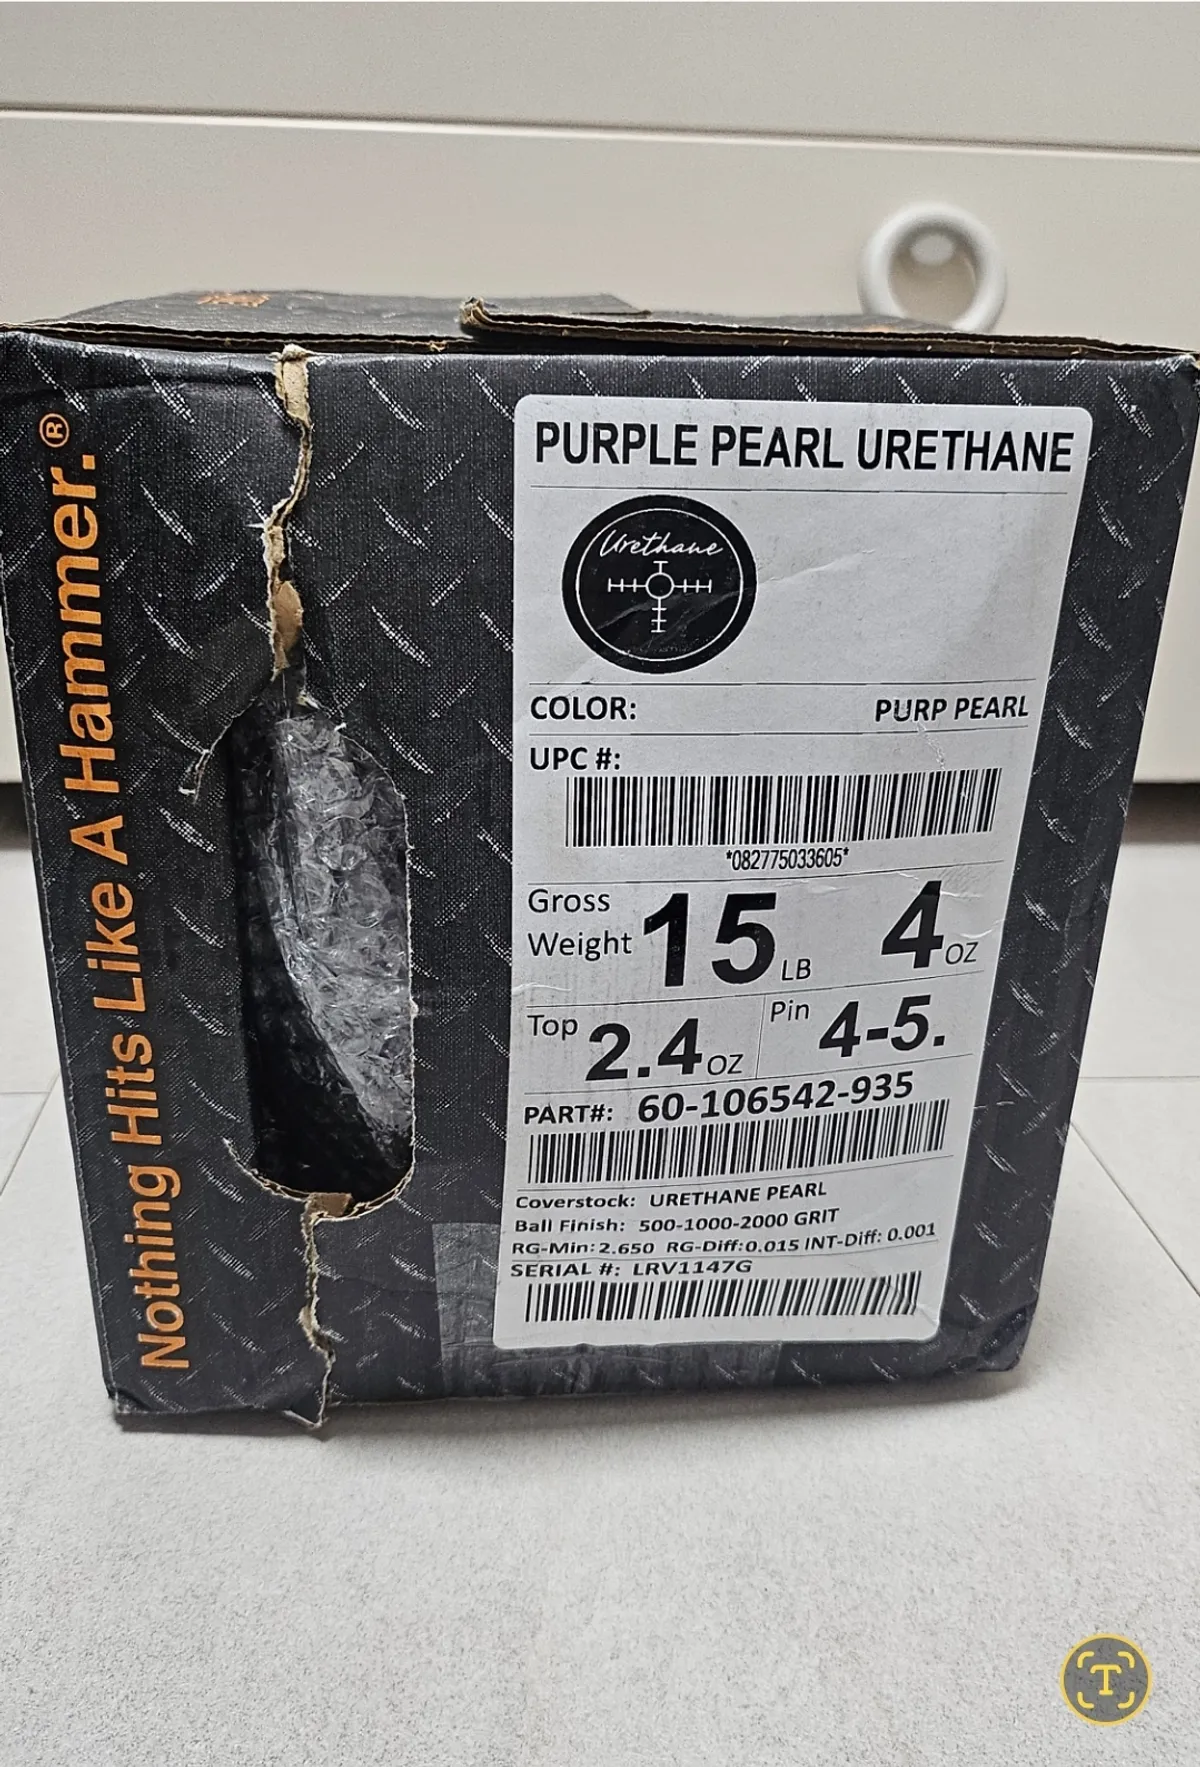 Nothing Hits Like A Hammer.®
PURPLE PEARL URETHANE
Urethane
COLOR: PURP PEARL
UPC #:
*082775033605*
Gross Weight 15 LB 4 OZ
Top 2.4 OZ Pin 4-5.
PART#: 60-106542-935
Coverstock: URETHANE PEARL
Ball Finish: 500-1000-2000 GRIT
RG-Min: 2.650 RG-Diff: 0.015 INT-Diff: 0.001
SERIAL #: LRV1147G
T